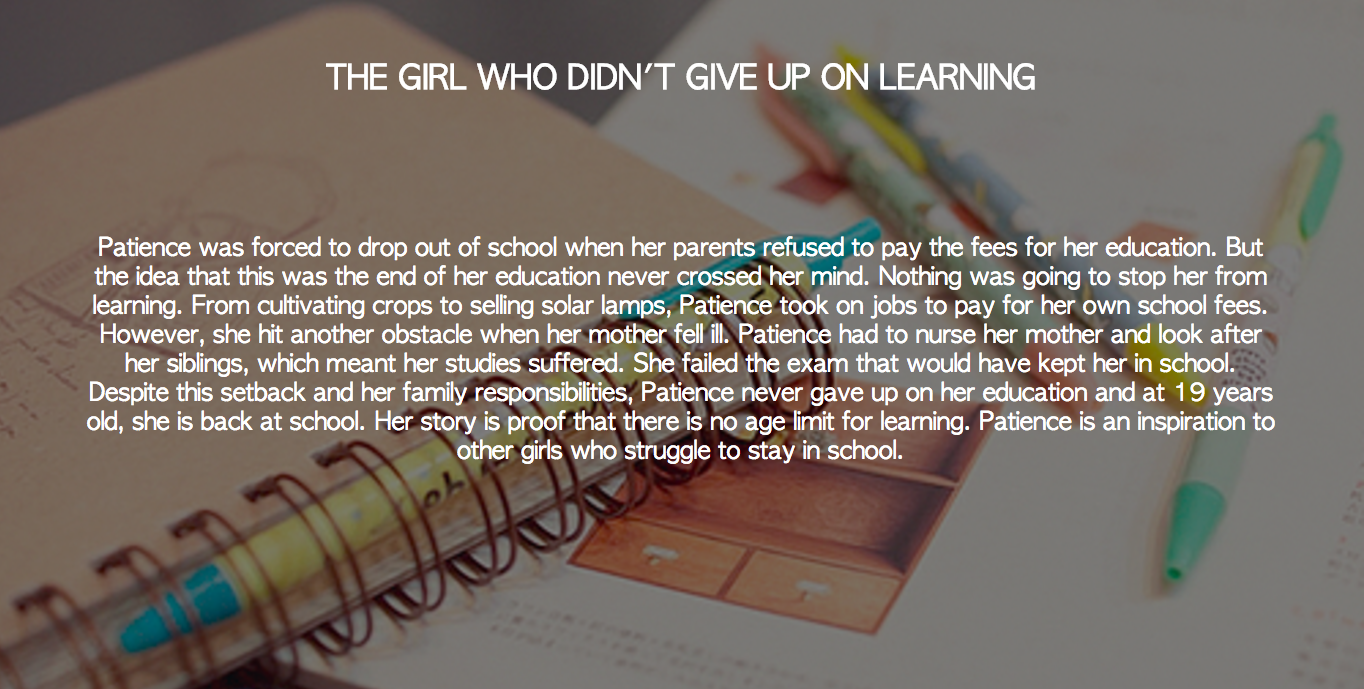 THE GIRL WHO DIDN'T GIVE UP ON LEARNING
Patience was forced to drop out of school when her parents refused to pay the fees for her education. But
the idea that this was the end of her education never crossed her mind. Nothing was going to stop her from
learning. From cultivating crops to selling solar lamps, Patience took on jobs to pay for her own school fees.
However, she hit another obstacle when her mother fell ill. Patience had to nurse her mother and look after
her siblings, which meant her studies suffered. She failed the exam that would have kept her in school.
Despite this setback and her family responsibilities, Patience never gave up on her education and at 19 years
old, she is back at school. Her story is proof that there is no age limit for learning. Patience is an inspiration to
other girls who struggle to stay in school.